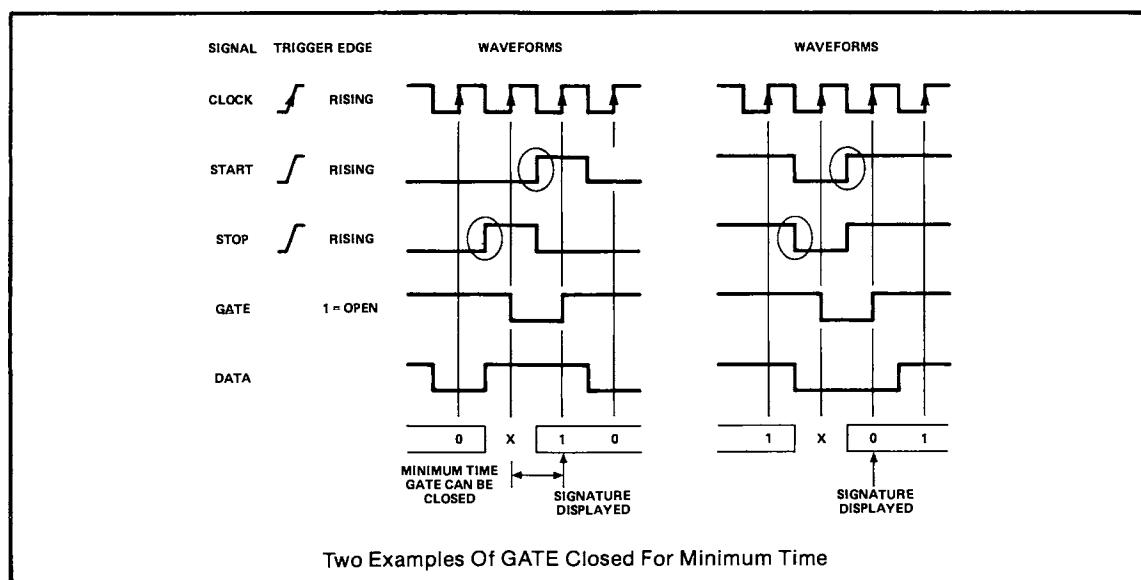 SIGNAL TRIGGER EDGE WAVEFORMS WAVEFORMS
CLOCK RISING
START RISING
STOP RISING
GATE 1 = OPEN
DATA
0 X 1 0 1 X 0 1
MINIMUM TIME
GATE CAN BE
CLOSED
SIGNATURE
DISPLAYED
SIGNATURE
DISPLAYED
Two Examples Of GATE Closed For Minimum Time